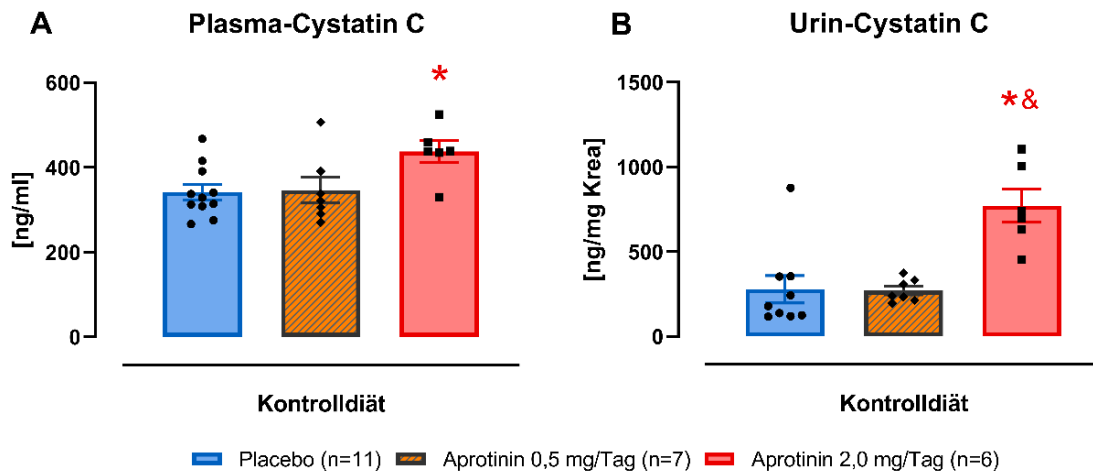 A
Plasma-Cystatin C
[ng/ml]
600
400
200
0
*
Kontrolldiät
B
Urin-Cystatin C
[ng/mg Krea]
1500
1000
500
0
*&
Kontrolldiät
Placebo (n=11) Aprotinin 0,5 mg/Tag (n=7) Aprotinin 2,0 mg/Tag (n=6)